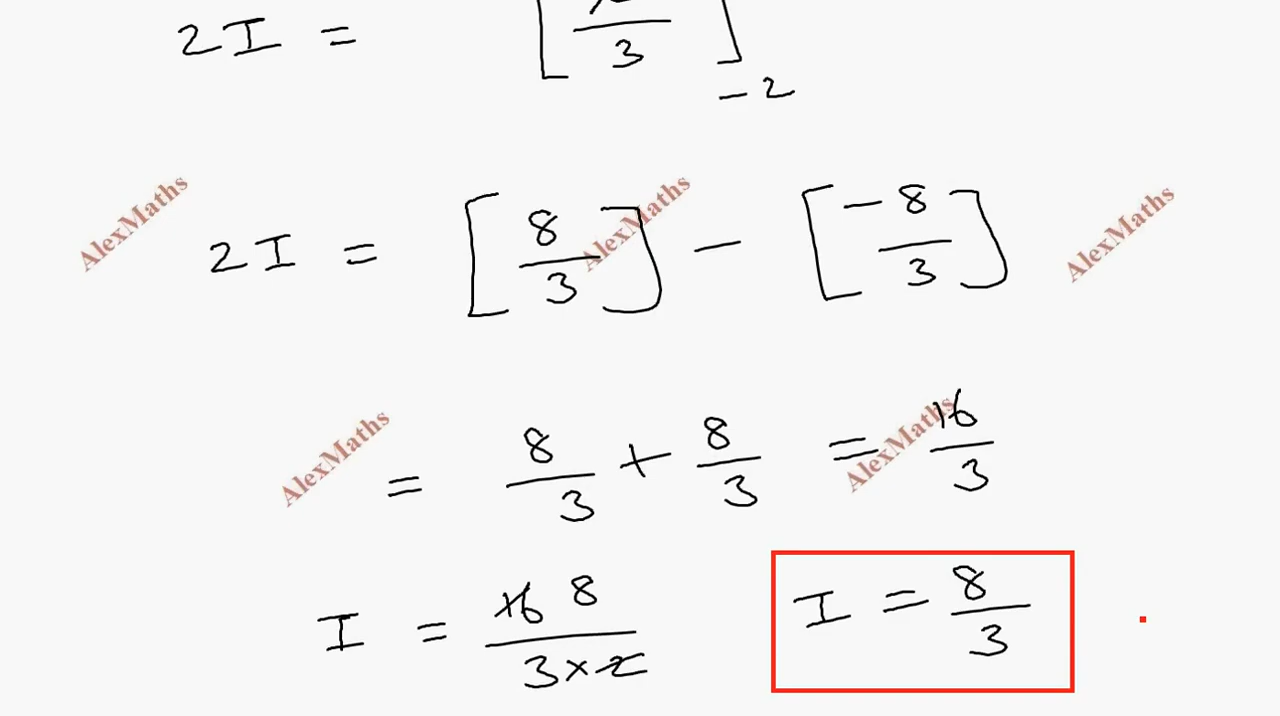 2I = [ /3 ]₋₂
AlexMaths AlexMaths AlexMaths
2I = [8/3] - [-8/3]
AlexMaths AlexMaths
= 8/3 + 8/3 = 16/3
I = 16 8/3×2
I = 8/3